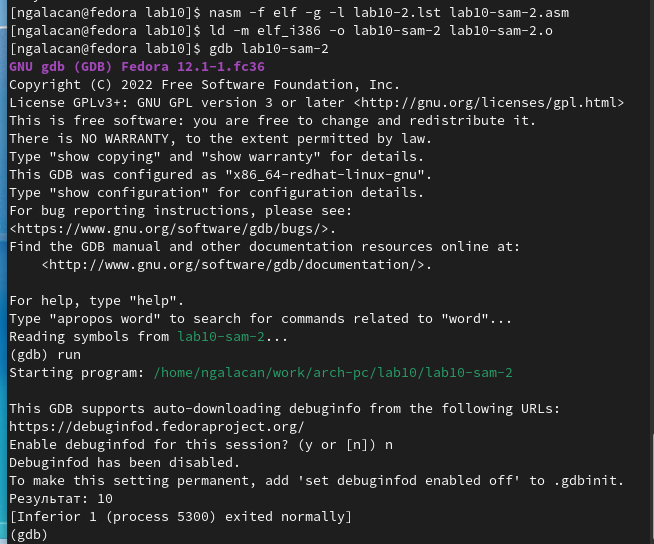 [ngalacan@fedora lab10]$ nasm -f elf -g -l lab10-2.lst lab10-sam-2.asm
[ngalacan@fedora lab10]$ ld -m elf_i386 -o lab10-sam-2 lab10-sam-2.o
[ngalacan@fedora lab10]$ gdb lab10-sam-2
GNU gdb (GDB) Fedora 12.1-1.fc36
Copyright (C) 2022 Free Software Foundation, Inc.
License GPLv3+: GNU GPL version 3 or later <http://gnu.org/licenses/gpl.html>
This is free software: you are free to change and redistribute it.
There is NO WARRANTY, to the extent permitted by law.
Type "show copying" and "show warranty" for details.
This GDB was configured as "x86_64-redhat-linux-gnu".
Type "show configuration" for configuration details.
For bug reporting instructions, please see:
<https://www.gnu.org/software/gdb/bugs/>.
Find the GDB manual and other documentation resources online at:
    <http://www.gnu.org/software/gdb/documentation/>.

For help, type "help".
Type "apropos word" to search for commands related to "word"...
Reading symbols from lab10-sam-2...
(gdb) run
Starting program: /home/ngalacan/work/arch-pc/lab10/lab10-sam-2

This GDB supports auto-downloading debuginfo from the following URLs:
https://debuginfod.fedoraproject.org/
Enable debuginfod for this session? (y or [n]) n
Debuginfod has been disabled.
To make this setting permanent, add 'set debuginfod enabled off' to .gdbinit.
Результат: 10
[Inferior 1 (process 5300) exited normally]
(gdb)